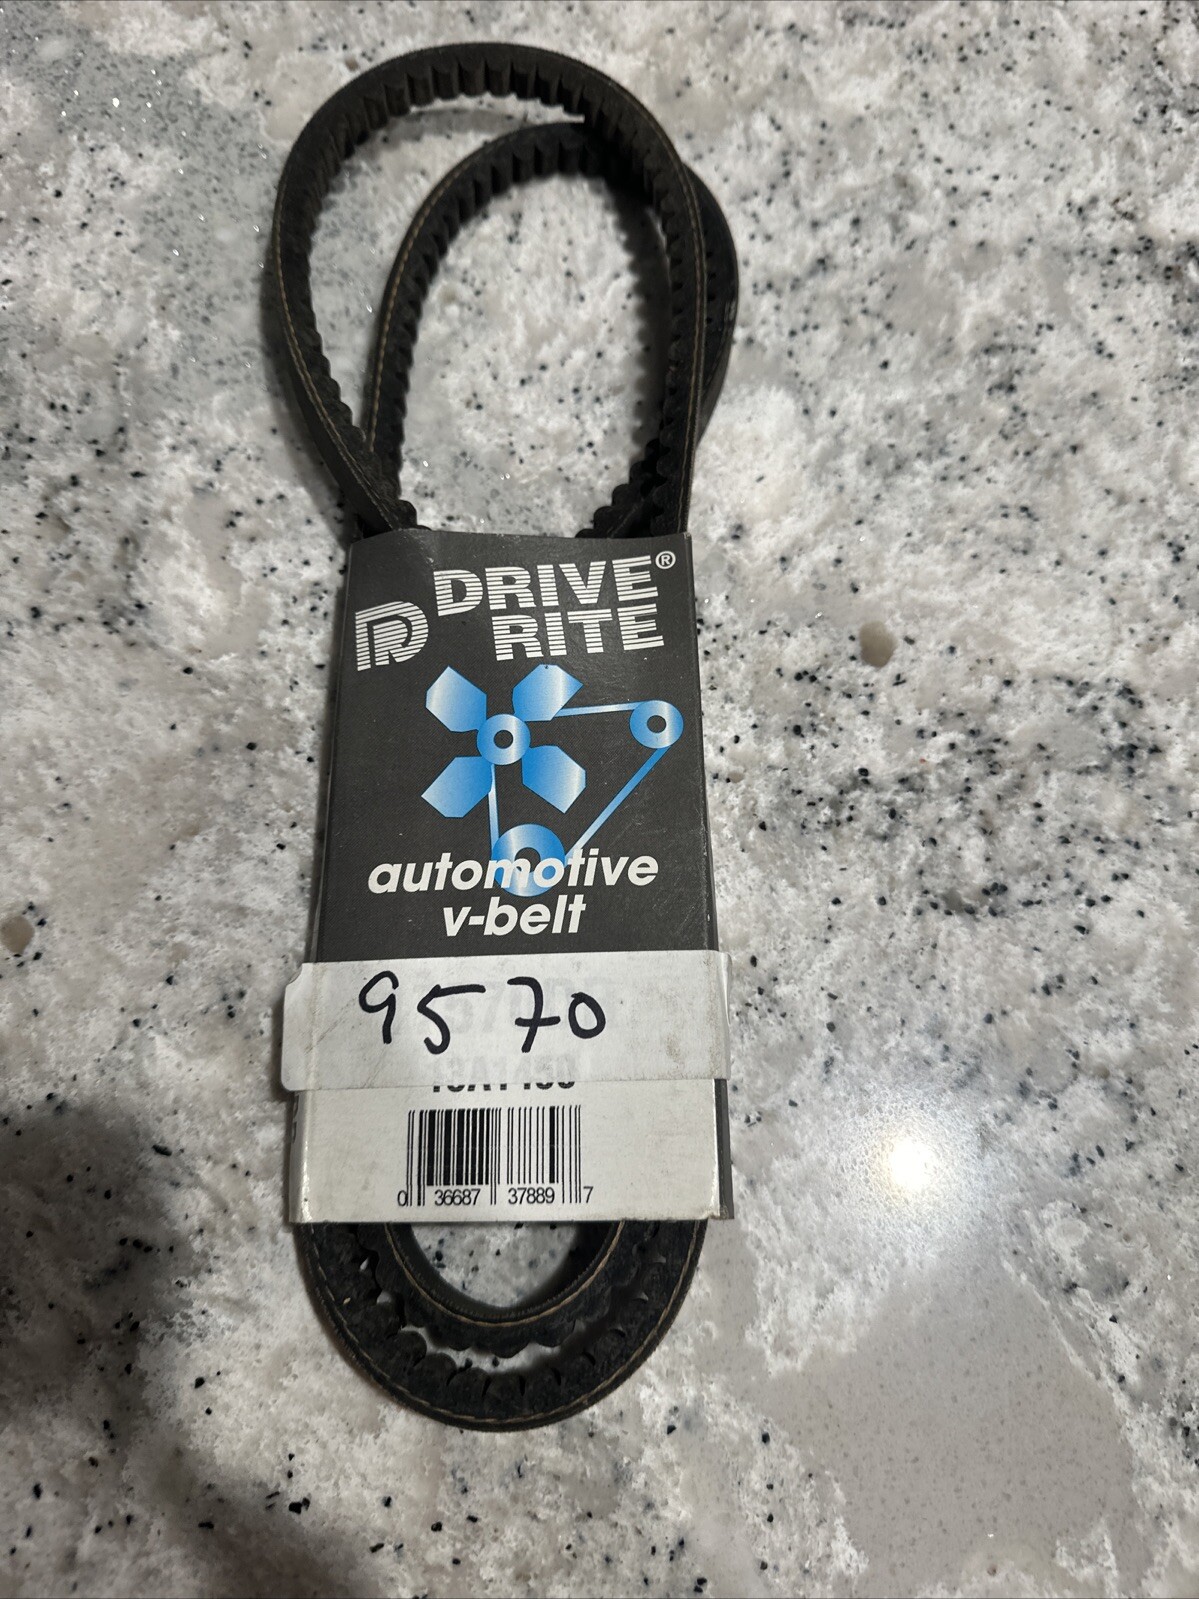 DRIVE®
RITE
automotive
v-belt
9570
0 36687 37889 7